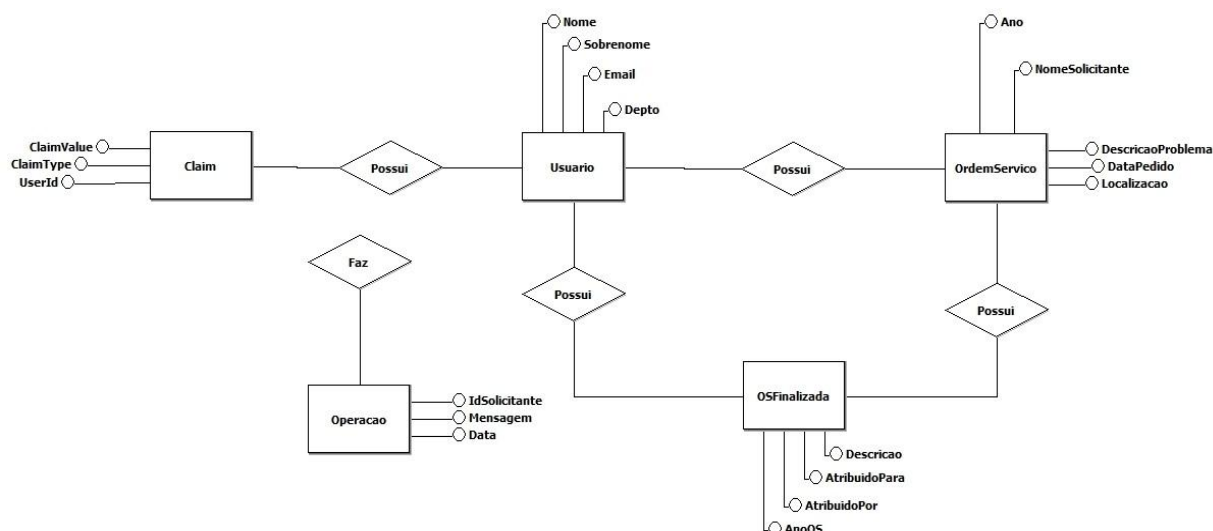 Nome
Sobrenome
Email
Depto
Ano
NomeSolicitante
ClaimValue
ClaimType
UserId
Claim
Possui
Usuario
Possui
OrdemServico
DescricaoProblema
DataPedido
Localizacao
Faz
Possui
Possui
Operacao
IdSolicitante
Mensagem
Data
OSFinalizada
Descricao
AtribuidoPara
AtribuidoPor
AnoOS